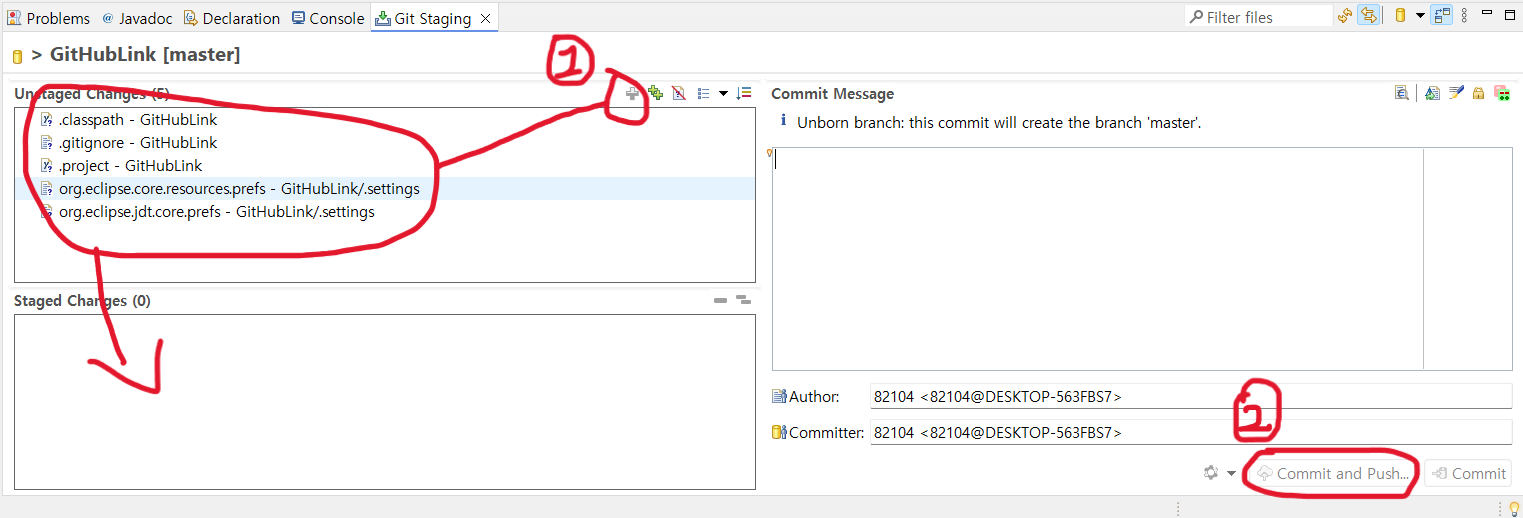 Problems @ Javadoc Declaration Console Git Staging Filter files
> GitHubLink [master]
1
Unstaged Changes (5)
.classpath - GitHubLink
.gitignore - GitHubLink
.project - GitHubLink
org.eclipse.core.resources.prefs - GitHubLink/.settings
org.eclipse.jdt.core.prefs - GitHubLink/.settings
Staged Changes (0)
Commit Message
Unborn branch: this commit will create the branch 'master'.
Author: 82104 <82104@DESKTOP-563FBS7>
2
Committer: 82104 <82104@DESKTOP-563FBS7>
Commit and Push... Commit